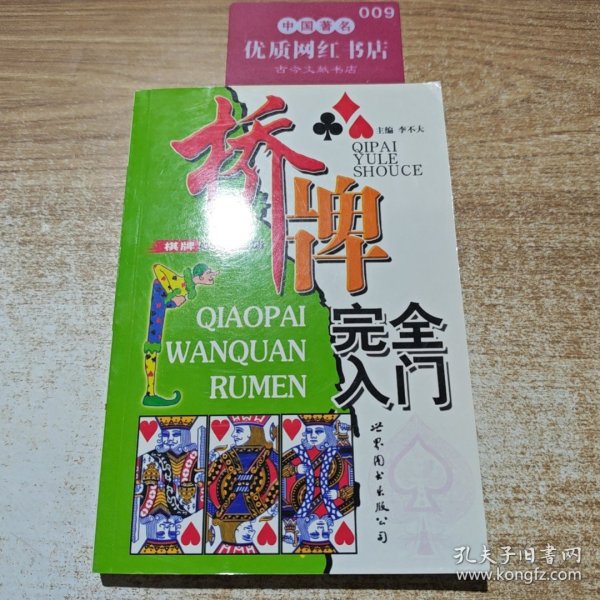 009
中国著名
优质网红书店
古今文献书店
主编 李不大
QIPAI
YULE
SHOUCE
桥牌
棋牌
QIAOPAI
WANQUAN
RUMEN
完全
入门
世界图书出版公司
孔夫子旧书网
www.kongfz.com